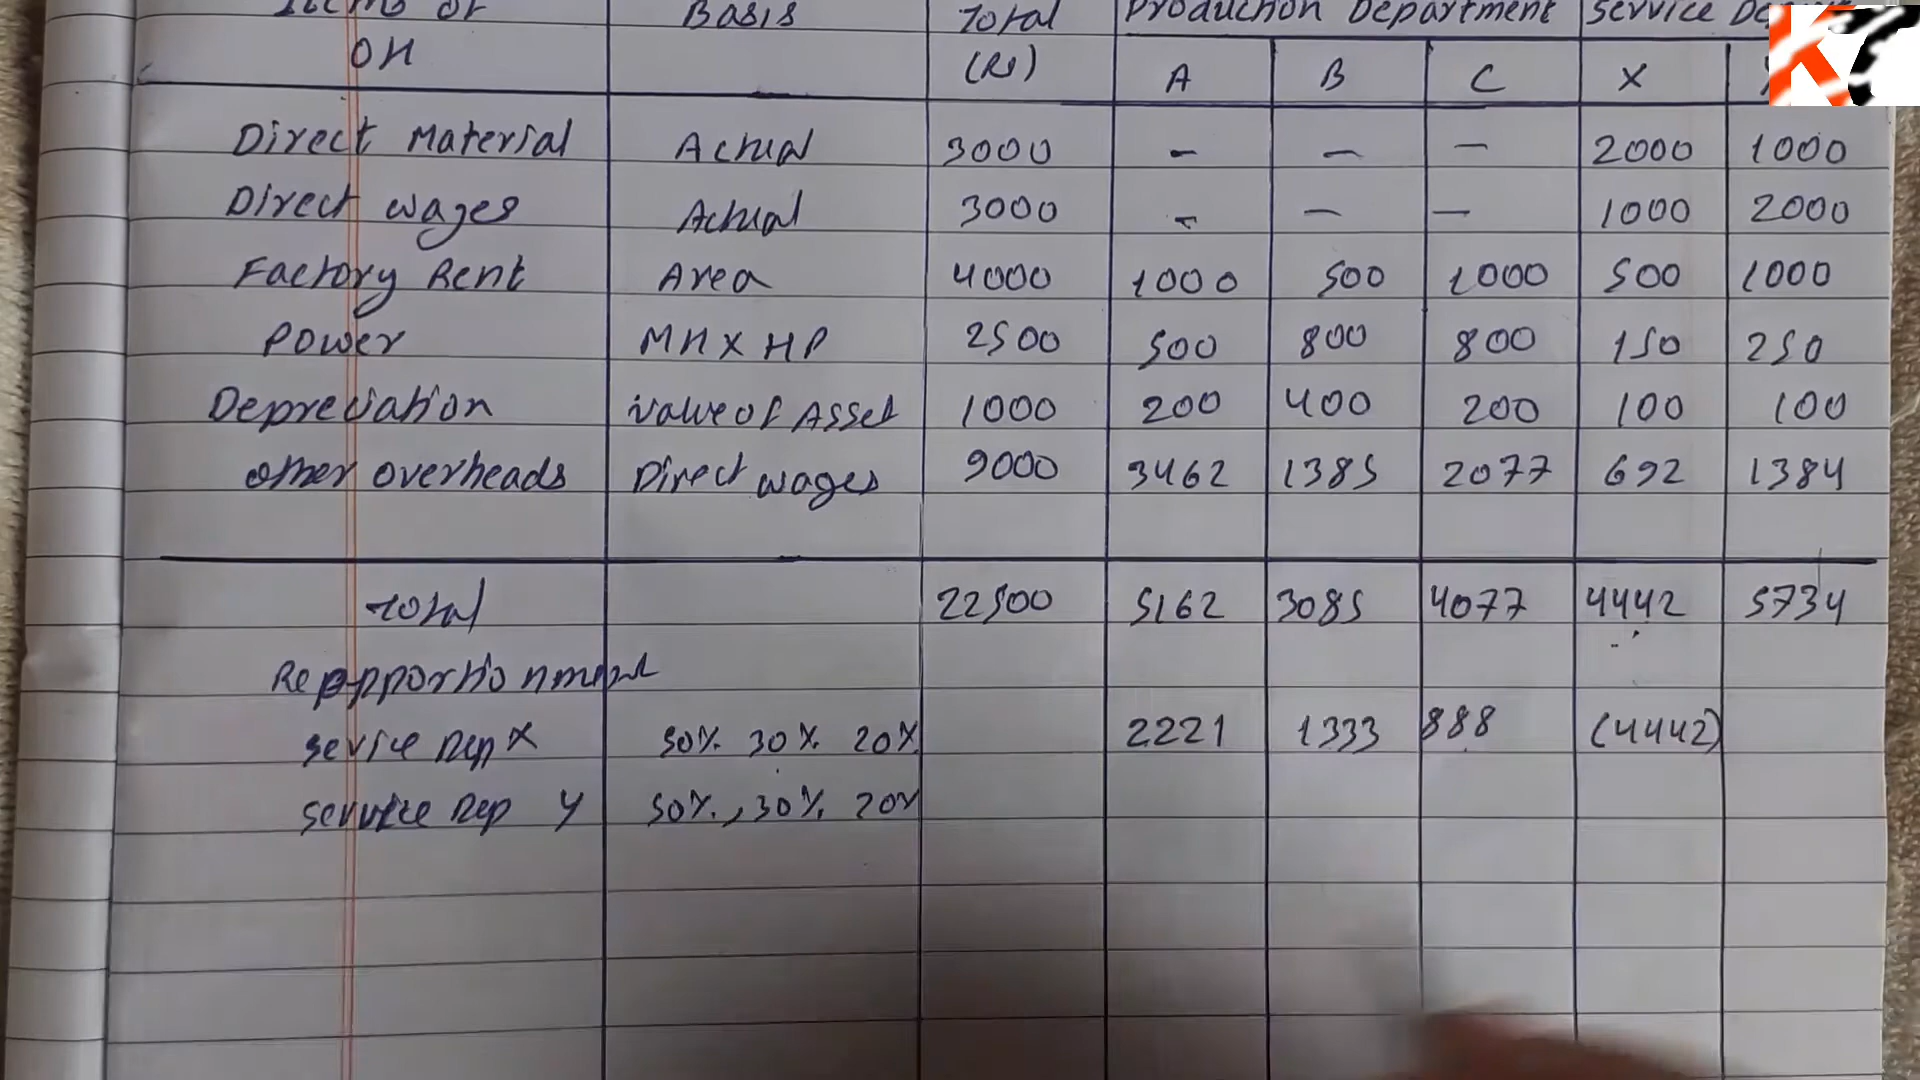 Items of Basis Total Production Department Service
OH (Rs) A B C X
Direct Material Actual 3000 - - - 2000 1000
Direct wages Actual 3000 - - - 1000 2000
Factory Rent Area 4000 1000 500 1000 500 1000
Power MH X HP 2500 500 800 800 150 250
Depreciation value of Asset 1000 200 400 200 100 100
other overheads Direct wages 9000 3462 1385 2077 692 1384
Total 22500 5162 3085 4077 4442 5734
Reapportionment
Sevice Dep X 50% 30% 20% 2221 1333 888 (4442)
Service Dep Y 50%, 30% 20%